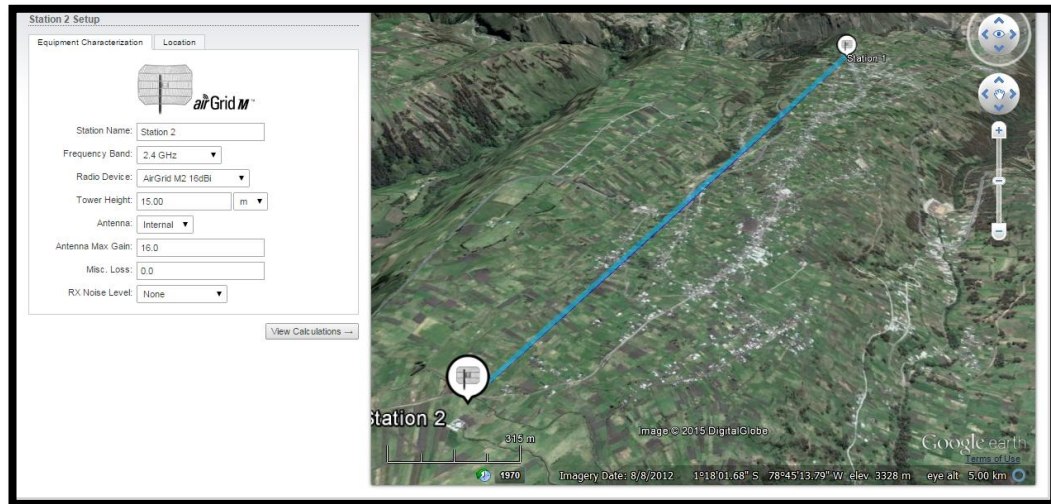 Station 2 Setup
Equipment Characterization Location
airGrid M™
Station Name: Station 2
Frequency Band: 2.4 GHz
Radio Device: AirGrid M2 16dBi
Tower Height: 15.00 m
Antenna: Internal
Antenna Max Gain: 16.0
Misc. Loss: 0.0
RX Noise Level: None
View Calculations →
Station 1
Station 2
315 m
Image © 2015 DigitalGlobe
Google earth
Terms of Use
1970 Imagery Date: 8/8/2012 1°18'01.68" S 78°45'13.79" W elev 3328 m eye alt 5.00 km